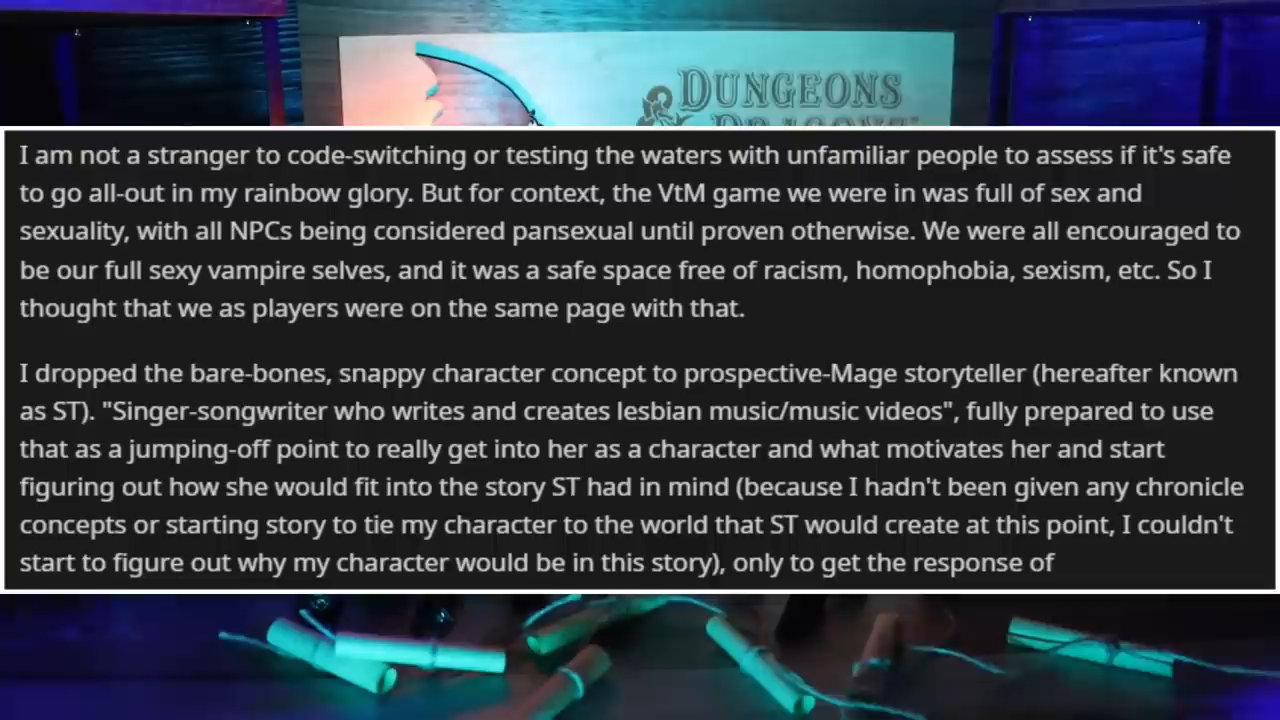 DUNGEONS
DRAGONS
I am not a stranger to code-switching or testing the waters with unfamiliar people to assess if it's safe
to go all-out in my rainbow glory. But for context, the VtM game we were in was full of sex and
sexuality, with all NPCs being considered pansexual until proven otherwise. We were all encouraged to
be our full sexy vampire selves, and it was a safe space free of racism, homophobia, sexism, etc. So I
thought that we as players were on the same page with that.
I dropped the bare-bones, snappy character concept to prospective-Mage storyteller (hereafter known
as ST). "Singer-songwriter who writes and creates lesbian music/music videos", fully prepared to use
that as a jumping-off point to really get into her as a character and what motivates her and start
figuring out how she would fit into the story ST had in mind (because I hadn't been given any chronicle
concepts or starting story to tie my character to the world that ST would create at this point, I couldn't
start to figure out why my character would be in this story), only to get the response of